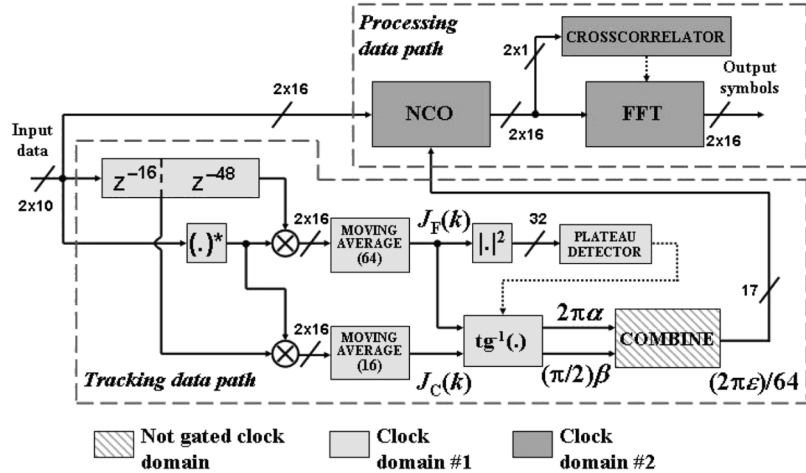 Processing
data path
CROSSCORRELATOR
2x1
2x16
NCO
2x16
FFT
Output
symbols
2x16
Input
data
2x10
z⁻¹⁶ z⁻⁴⁸
(.)*
2x16
MOVING
AVERAGE
(64)
J_F(k)
|.|²
32
PLATEAU
DETECTOR
17
2x16
MOVING
AVERAGE
(16)
J_C(k)
tg⁻¹(.)
2πα
(π/2)β
COMBINE
(2πε)/64
Tracking data path
Not gated clock
domain
Clock
domain #1
Clock
domain #2